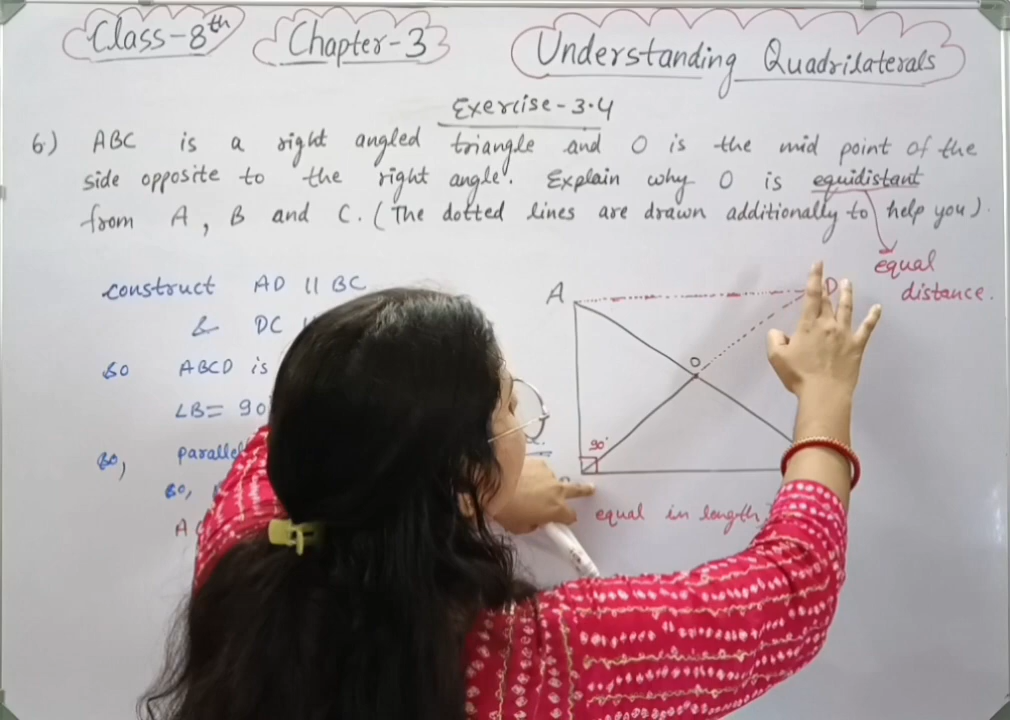 Class-8th Chapter-3 Understanding Quadrilaterals
Exercise-3.4
6.) ABC is a right angled triangle and O is the mid point of the
side opposite to the right angle. Explain why O is equidistant
from A, B and C. (The dotted lines are drawn additionally to help you).
equal
distance.
construct AD || BC
& DC
so ABCD is
∠B= 90
so, parallel
so,
A
A
D
O
90°
equal in length